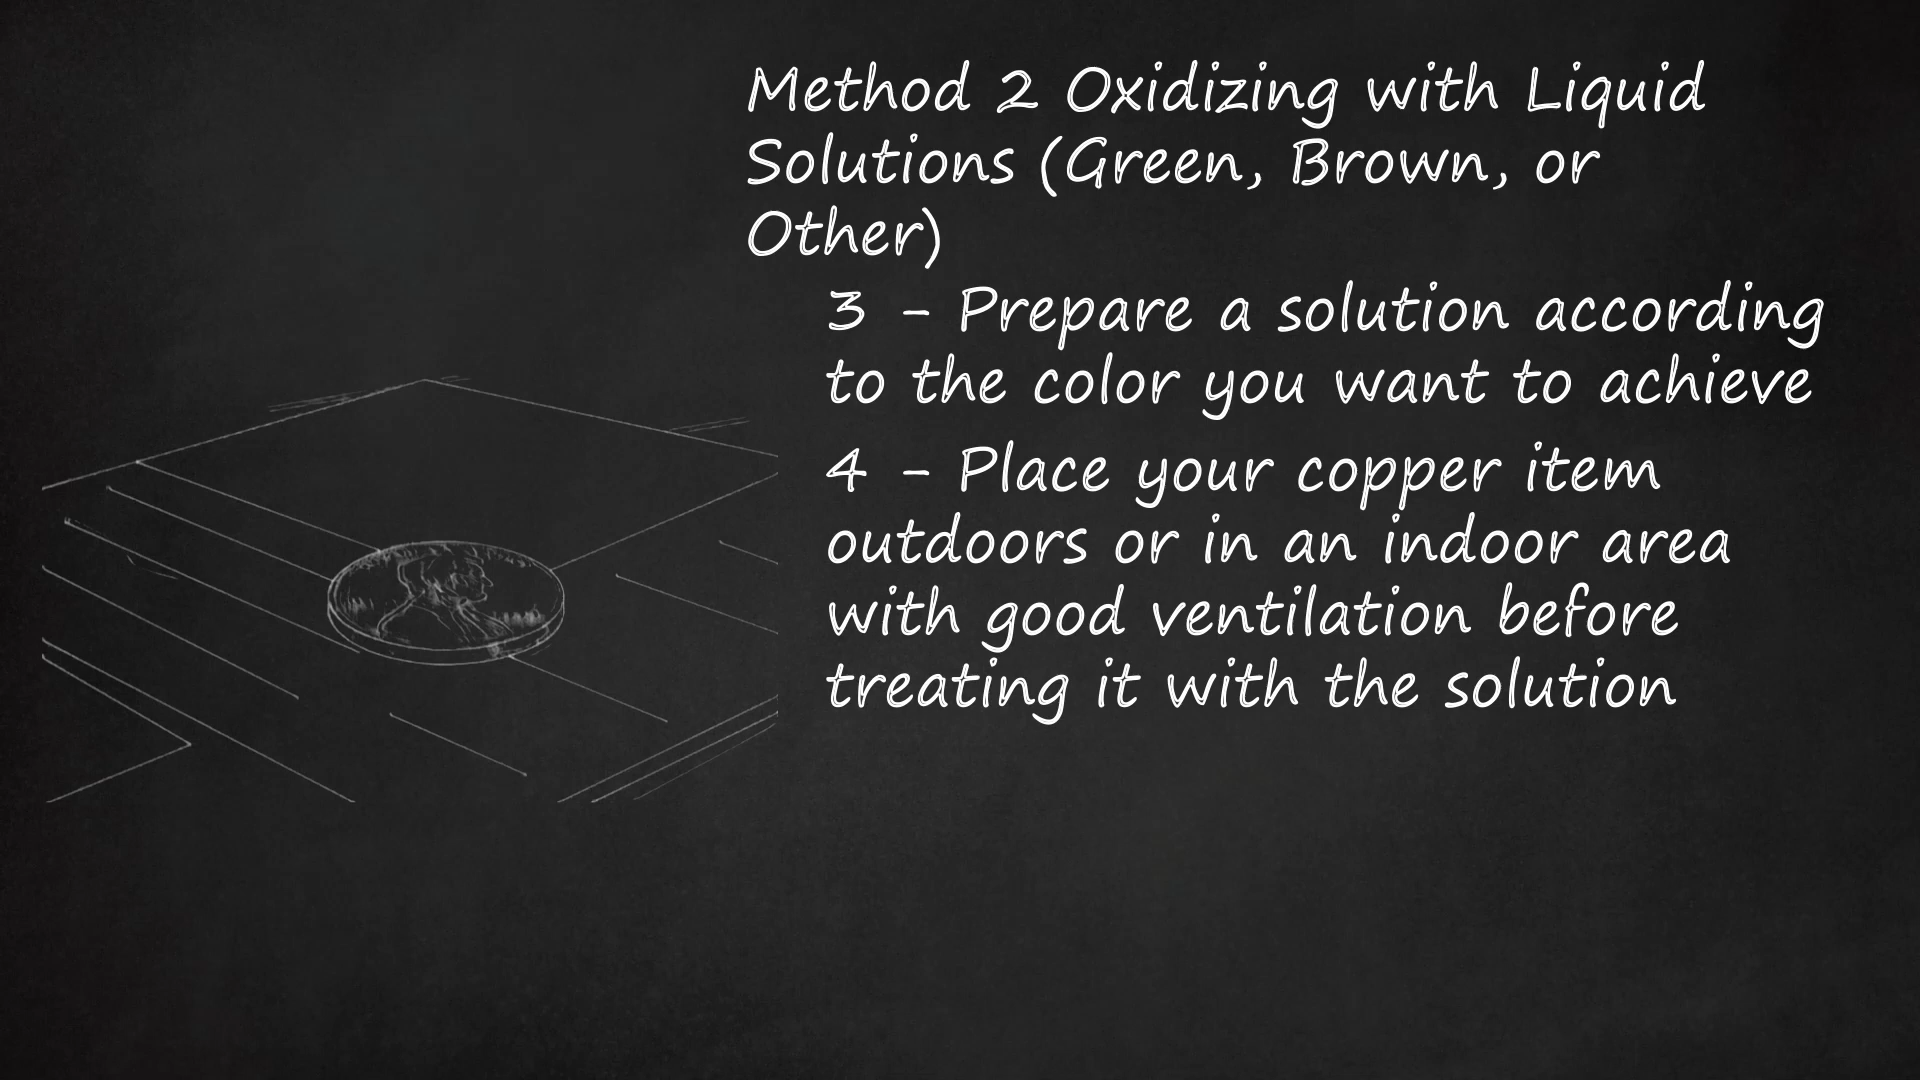 Method 2 Oxidizing with Liquid
Solutions (Green, Brown, or
Other)
3 - Prepare a solution according
to the color you want to achieve
4 - Place your copper item
outdoors or in an indoor area
with good ventilation before
treating it with the solution